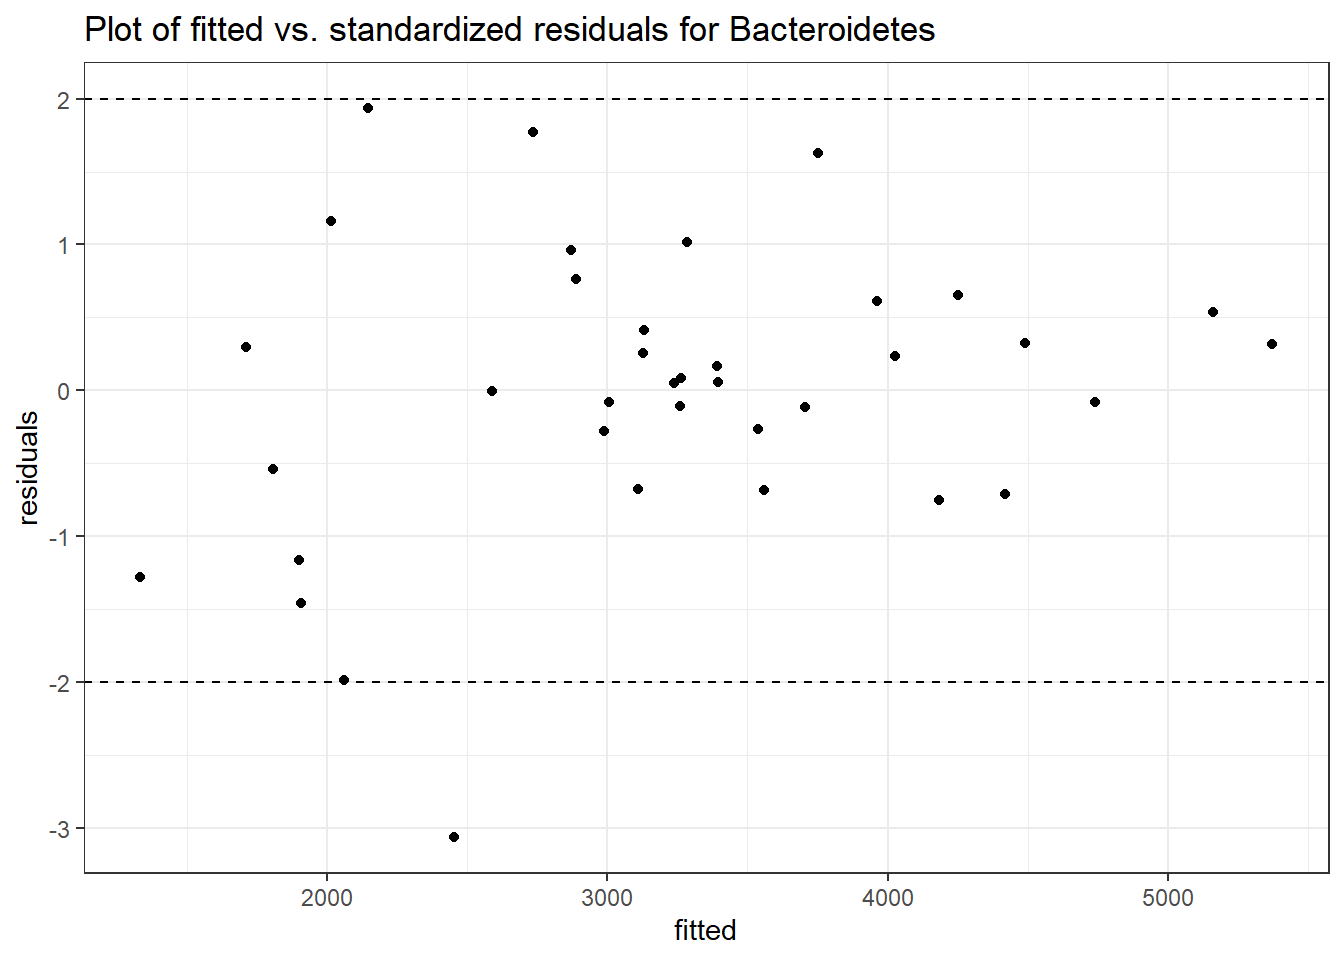 Plot of fitted vs. standardized residuals for Bacteroidetes
2
1
0
-1
-2
-3
residuals
2000 3000 4000 5000
fitted